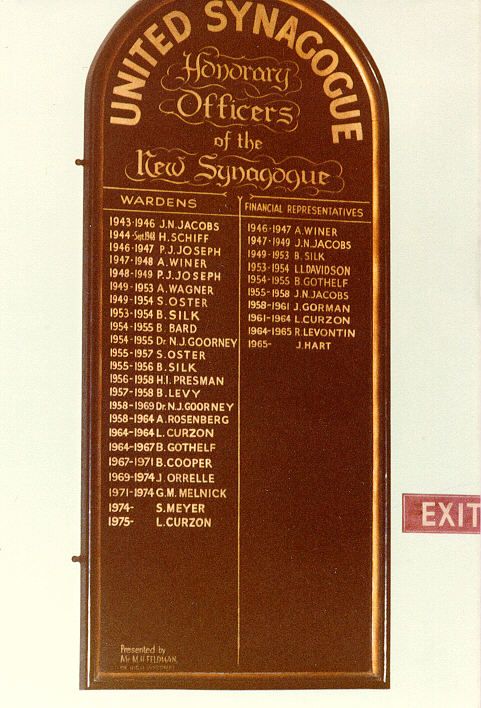 UNITED SYNAGOGUE
Honorary
Officers
of the
New Synagogue
WARDENS
1943-1946 J.N.JACOBS
1944-Sept.1948 H.SCHIFF
1946-1947 P.J.JOSEPH
1947-1948 A.WINER
1948-1949 P.J.JOSEPH
1949-1953 A.WAGNER
1949-1954 S.OSTER
1953-1954 B.SILK
1954-1955 B.BARD
1954-1955 Dr. N.J.GOORNEY
1955-1957 S.OSTER
1955-1956 B.SILK
1956-1958 H.I.PRESMAN
1957-1958 B.LEVY
1958-1969 Dr.N.J.GOORNEY
1958-1964 A.ROSENBERG
1964-1964 L.CURZON
1964-1967 B.GOTHELF
1967-1971 B.COOPER
1969-1974 J.ORRELLE
1971-1974 G.M.MELNICK
1974- S.MEYER
1975- L.CURZON
FINANCIAL REPRESENTATIVES
1946-1947 A.WINER
1947-1949 J.N.JACOBS
1949-1953 B.SILK
1953-1954 L.I.DAVIDSON
1954-1955 B.GOTHELF
1955-1958 J.N.JACOBS
1958-1961 J.GORMAN
1961-1964 L.CURZON
1964-1965 R.LEVONTIN
1965- J.HART
Presented by
Mr M.H.FELDMAN,
EXIT